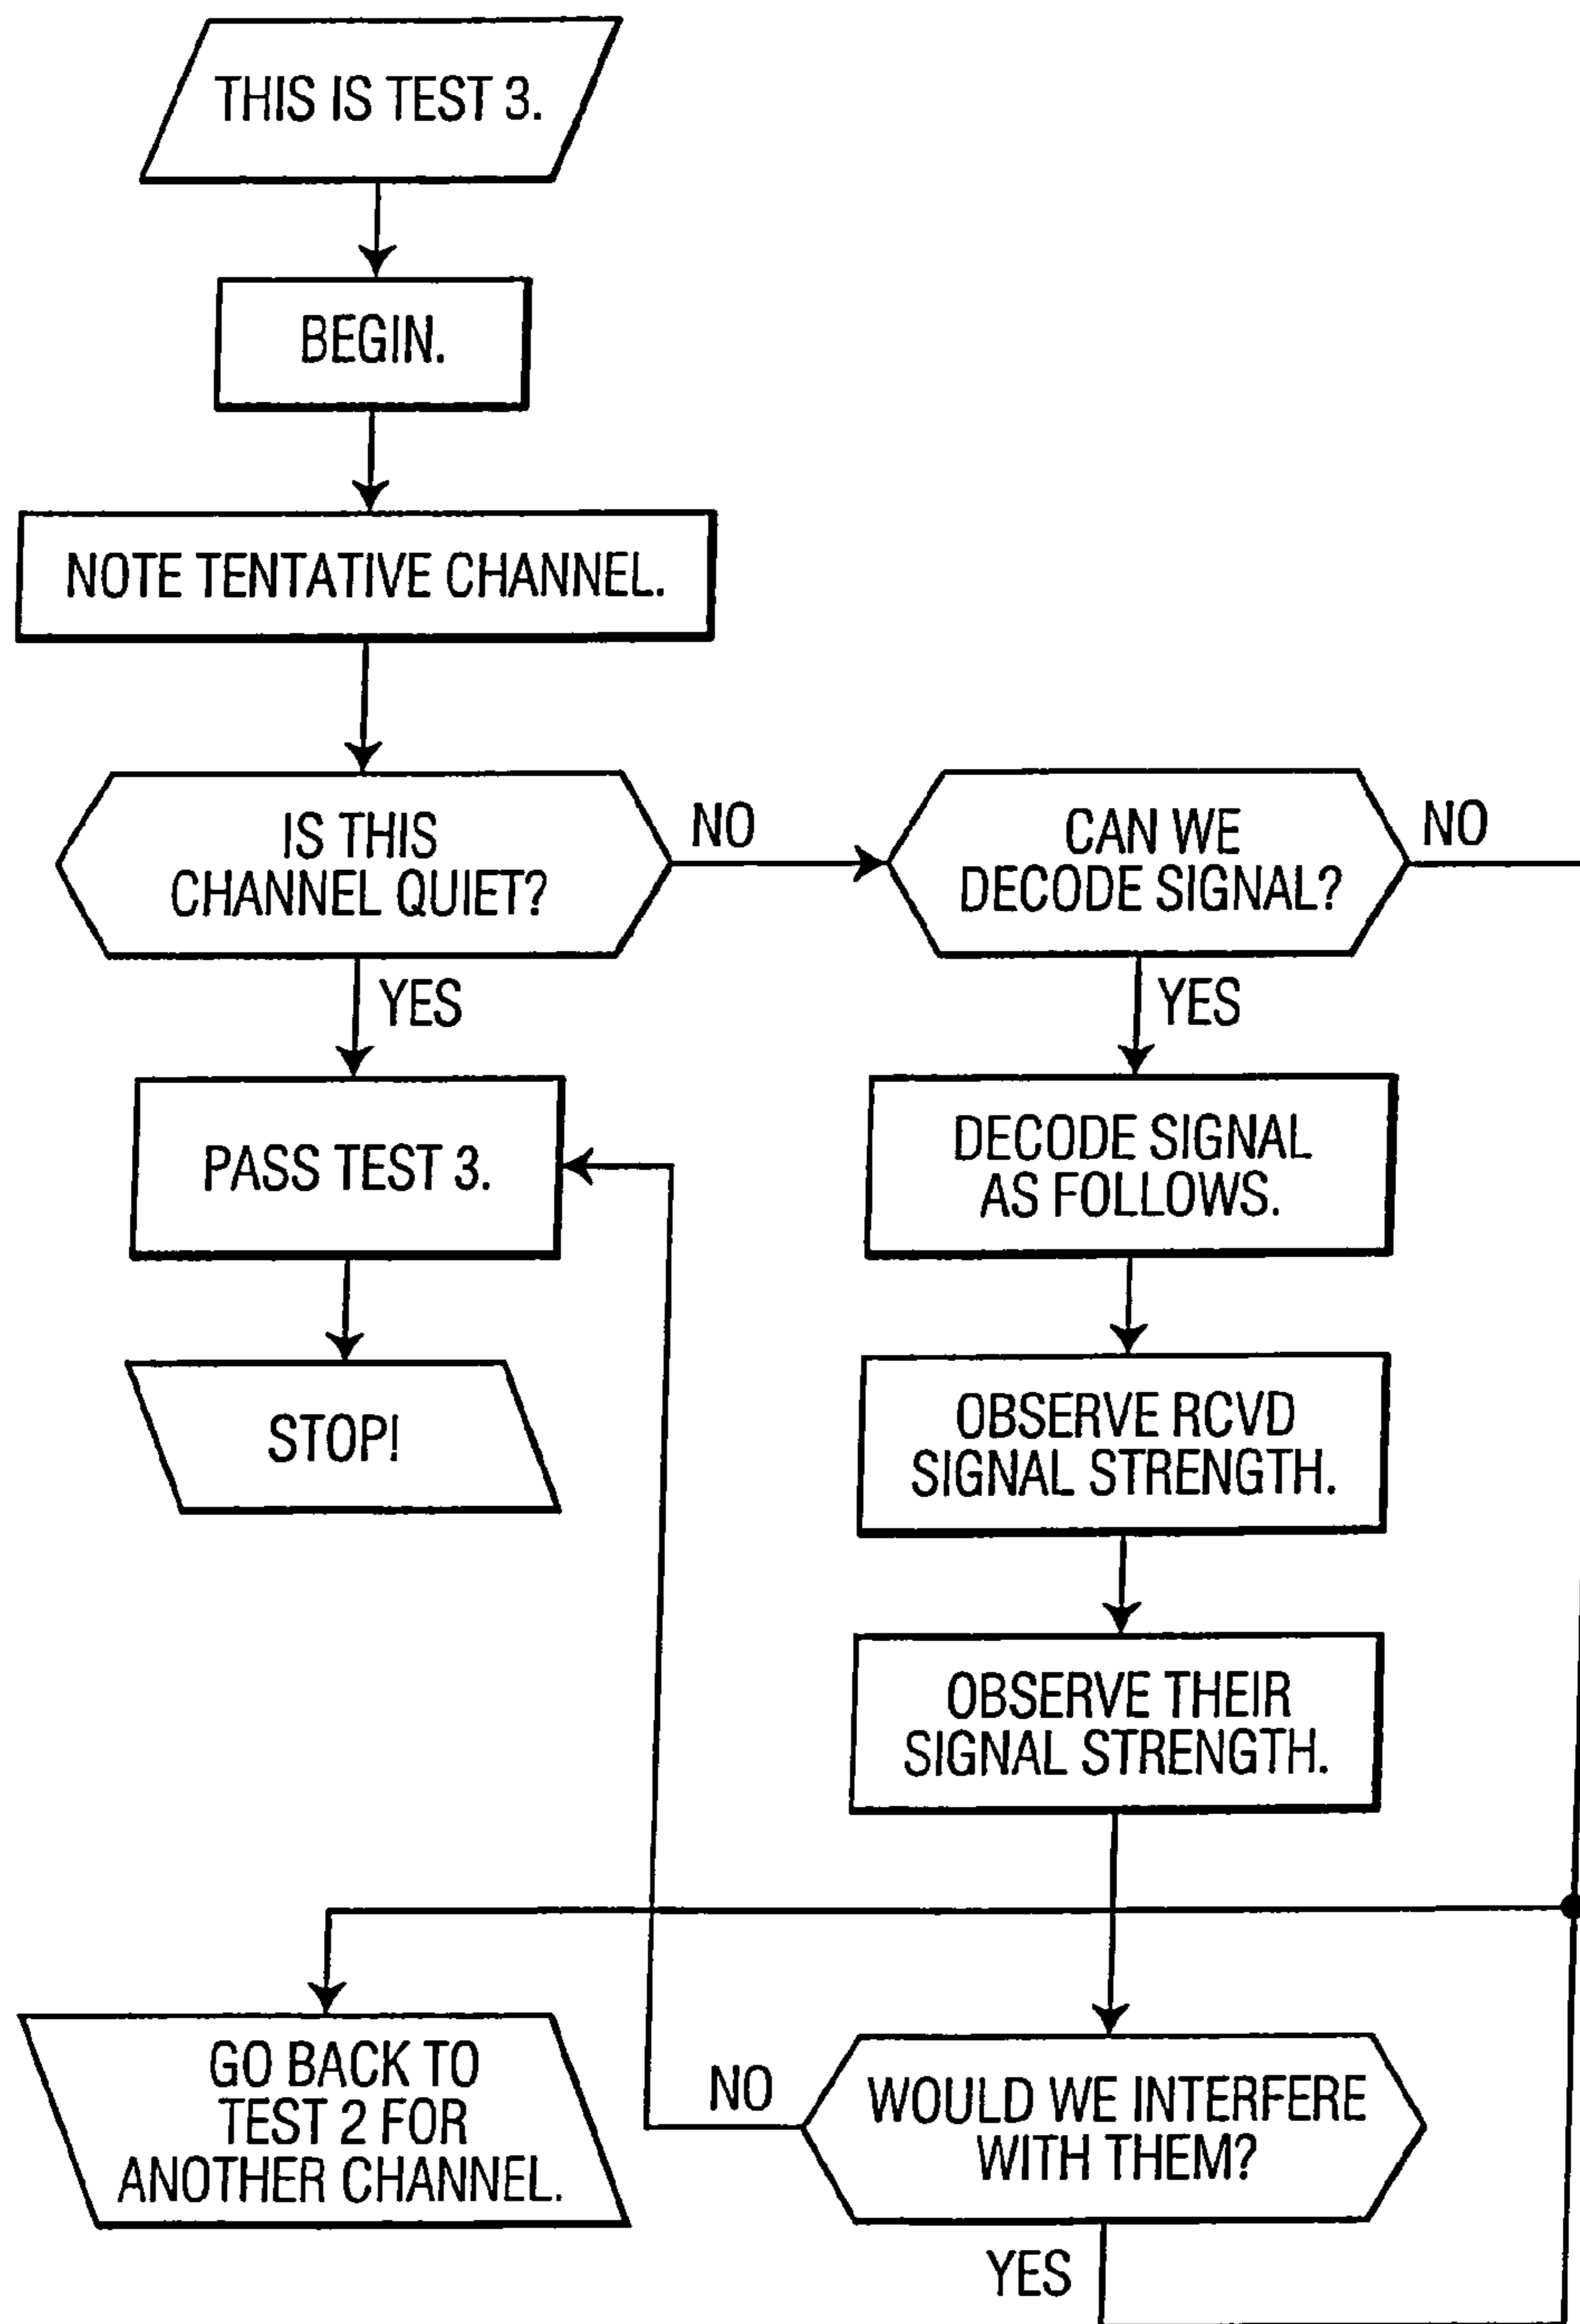 THIS IS TEST 3.
BEGIN.
NOTE TENTATIVE CHANNEL.
IS THIS
CHANNEL QUIET?
NO
YES
CAN WE
DECODE SIGNAL?
NO
YES
PASS TEST 3.
STOP!
DECODE SIGNAL
AS FOLLOWS.
OBSERVE RCVD
SIGNAL STRENGTH.
OBSERVE THEIR
SIGNAL STRENGTH.
GO BACK TO
TEST 2 FOR
ANOTHER CHANNEL.
NO
WOULD WE INTERFERE
WITH THEM?
YES